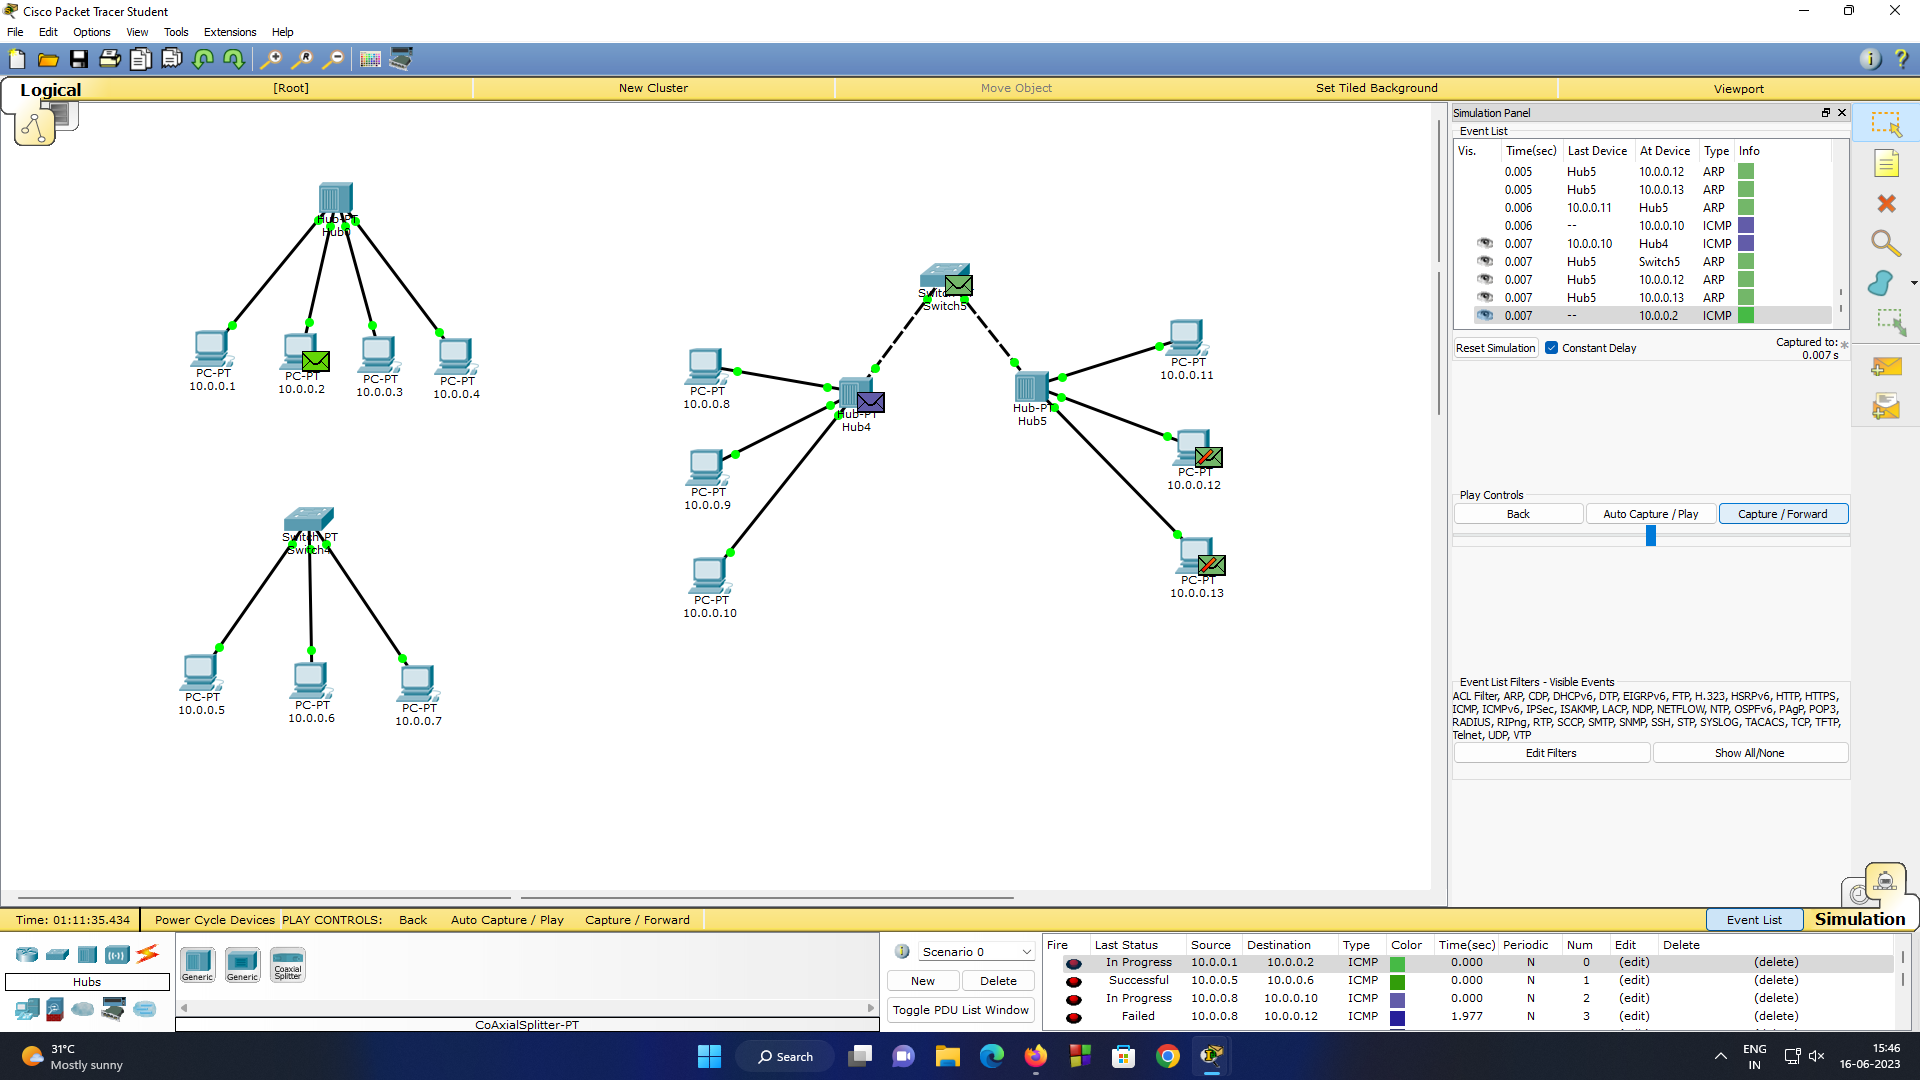 Cisco Packet Tracer Student
File Edit Options View Tools Extensions Help
Logical [Root] New Cluster Move Object Set Tiled Background Viewport
Hub-PT
Hub0
PC-PT
10.0.0.1
PC-PT
10.0.0.2
PC-PT
10.0.0.3
PC-PT
10.0.0.4
Switch-PT
Switch4
PC-PT
10.0.0.5
PC-PT
10.0.0.6
PC-PT
10.0.0.7
Switch5
PC-PT
10.0.0.8
PC-PT
10.0.0.9
PC-PT
10.0.0.10
Hub-PT
Hub4
Hub-PT
Hub5
PC-PT
10.0.0.11
PC-PT
10.0.0.12
PC-PT
10.0.0.13
Simulation Panel
Event List
Vis. Time(sec) Last Device At Device Type Info
0.005 Hub5 10.0.0.12 ARP
0.005 Hub5 10.0.0.13 ARP
0.006 10.0.0.11 Hub5 ARP
0.006 -- 10.0.0.10 ICMP
0.007 10.0.0.10 Hub4 ICMP
0.007 Hub5 Switch5 ARP
0.007 Hub5 10.0.0.12 ARP
0.007 Hub5 10.0.0.13 ARP
0.007 -- 10.0.0.2 ICMP
Reset Simulation Constant Delay Captured to: *
0.007 s
Play Controls
Back Auto Capture / Play Capture / Forward
Event List Filters - Visible Events
ACL Filter, ARP, CDP, DHCPv6, DTP, EIGRPv6, FTP, H.323, HSRPv6, HTTP, HTTPS,
ICMP, ICMPv6, IPSec, ISAKMP, LACP, NDP, NETFLOW, NTP, OSPFv6, PAgP, POP3,
RADIUS, RIPng, RTP, SCCP, SMTP, SNMP, SSH, STP, SYSLOG, TACACS, TCP, TFTP,
Telnet, UDP, VTP
Edit Filters Show All/None
Time: 01:11:35.434 Power Cycle Devices PLAY CONTROLS: Back Auto Capture / Play Capture / Forward Event List Simulation
Hubs
Generic Generic Coaxial Splitter
CoAxialSplitter-PT
Scenario 0
New Delete
Toggle PDU List Window
Fire Last Status Source Destination Type Color Time(sec) Periodic Num Edit Delete
In Progress 10.0.0.1 10.0.0.2 ICMP 0.000 N 0 (edit) (delete)
Successful 10.0.0.5 10.0.0.6 ICMP 0.000 N 1 (edit) (delete)
In Progress 10.0.0.8 10.0.0.10 ICMP 0.000 N 2 (edit) (delete)
Failed 10.0.0.8 10.0.0.12 ICMP 1.977 N 3 (edit) (delete)
31°C
Mostly sunny
Search
ENG
IN
15:46
16-06-2023